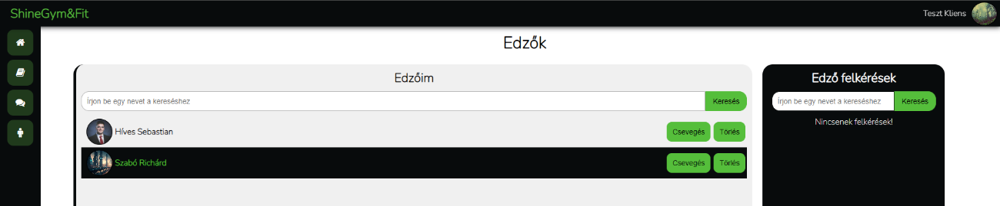 ShineGym&Fit
Teszt Kliens
Edzők
Edzőim
Írjon be egy nevet a kereséshez Keresés
Híves Sebastian Csevegés Törlés
Szabó Richárd Csevegés Törlés
Edző felkérések
Írjon be egy nevet a kereséshez Keresés
Nincsenek felkérések!